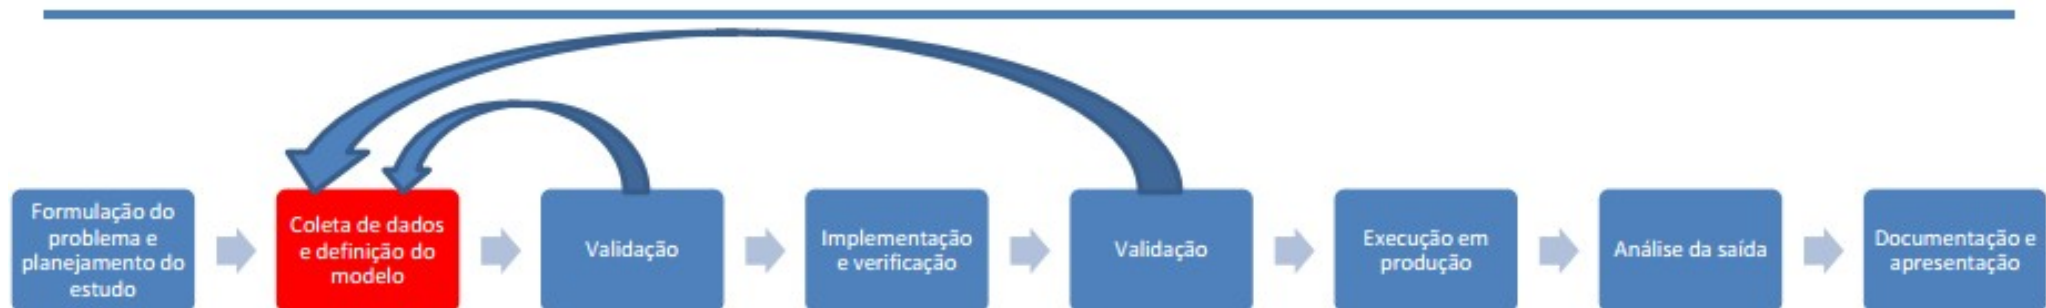 Formulação do
problema e
planejamento do
estudo
Coleta de dados
e definição do
modelo
Validação
Implementação
e verificação
Validação
Execução em
produção
Análise da saída
Documentação e
apresentação